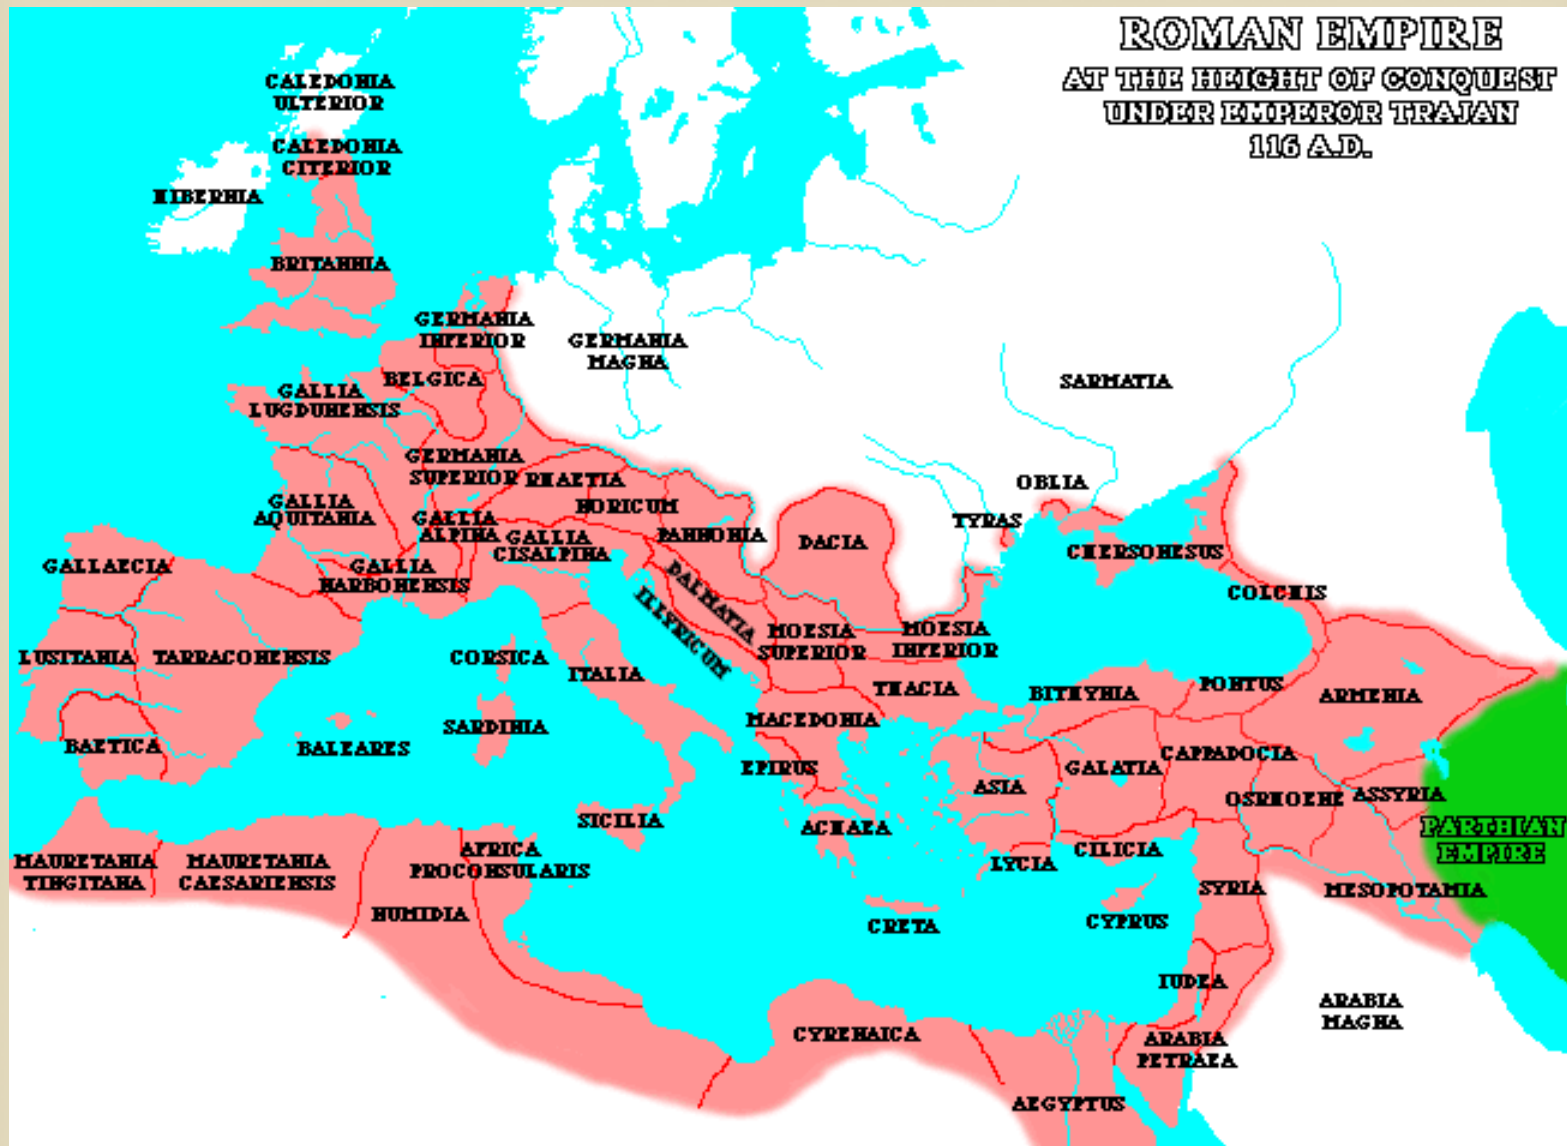 ROMAN EMPIRE
AT THE HEIGHT OF CONQUEST
UNDER EMPEROR TRAJAN
116 A.D.
CALEDONIA
ULTERIOR
CALEDONIA
CITERIOR
HIBERNIA
BRITANNIA
GERMANIA
INFERIOR
GERMANIA
MAGNA
BELGICA
SARMATIA
GALLIA
LUGDUNENSIS
GERMANIA
SUPERIOR
RHAETIA
NORICUM
OBLIA
GALLIA
AQUITANIA
GALLIA
ALPINA
GALLIA
CISALPINA
PANNONIA
DACIA
TYRAS
CHERSONESUS
GALLAECIA
GALLIA
NARBONENSIS
DALMATIA
ILLYRICUM
COLCHIS
LUSITANIA
TARRACONENSIS
CORSICA
ITALIA
MOESIA
SUPERIOR
MOESIA
INFERIOR
THACIA
BITHYNIA
PONTUS
ARMENIA
BAETICA
BALEARES
SARDINIA
MACEDONIA
EPIRUS
ASIA
GALATIA
CAPPADOCIA
OSRHOENE
ASSYRIA
PARTHIAN
EMPIRE
SICILIA
ACHAEA
LYCIA
CILICIA
MAURETANIA
TINGITANA
MAURETANIA
CAESARIENSIS
AFRICA
PROCONSULARIS
NUMIDIA
CRETA
CYPRUS
SYRIA
MESOPOTAMIA
IUDEA
ARABIA
MAGNA
CYRENAICA
ARABIA
PETRAEA
AEGYPTUS